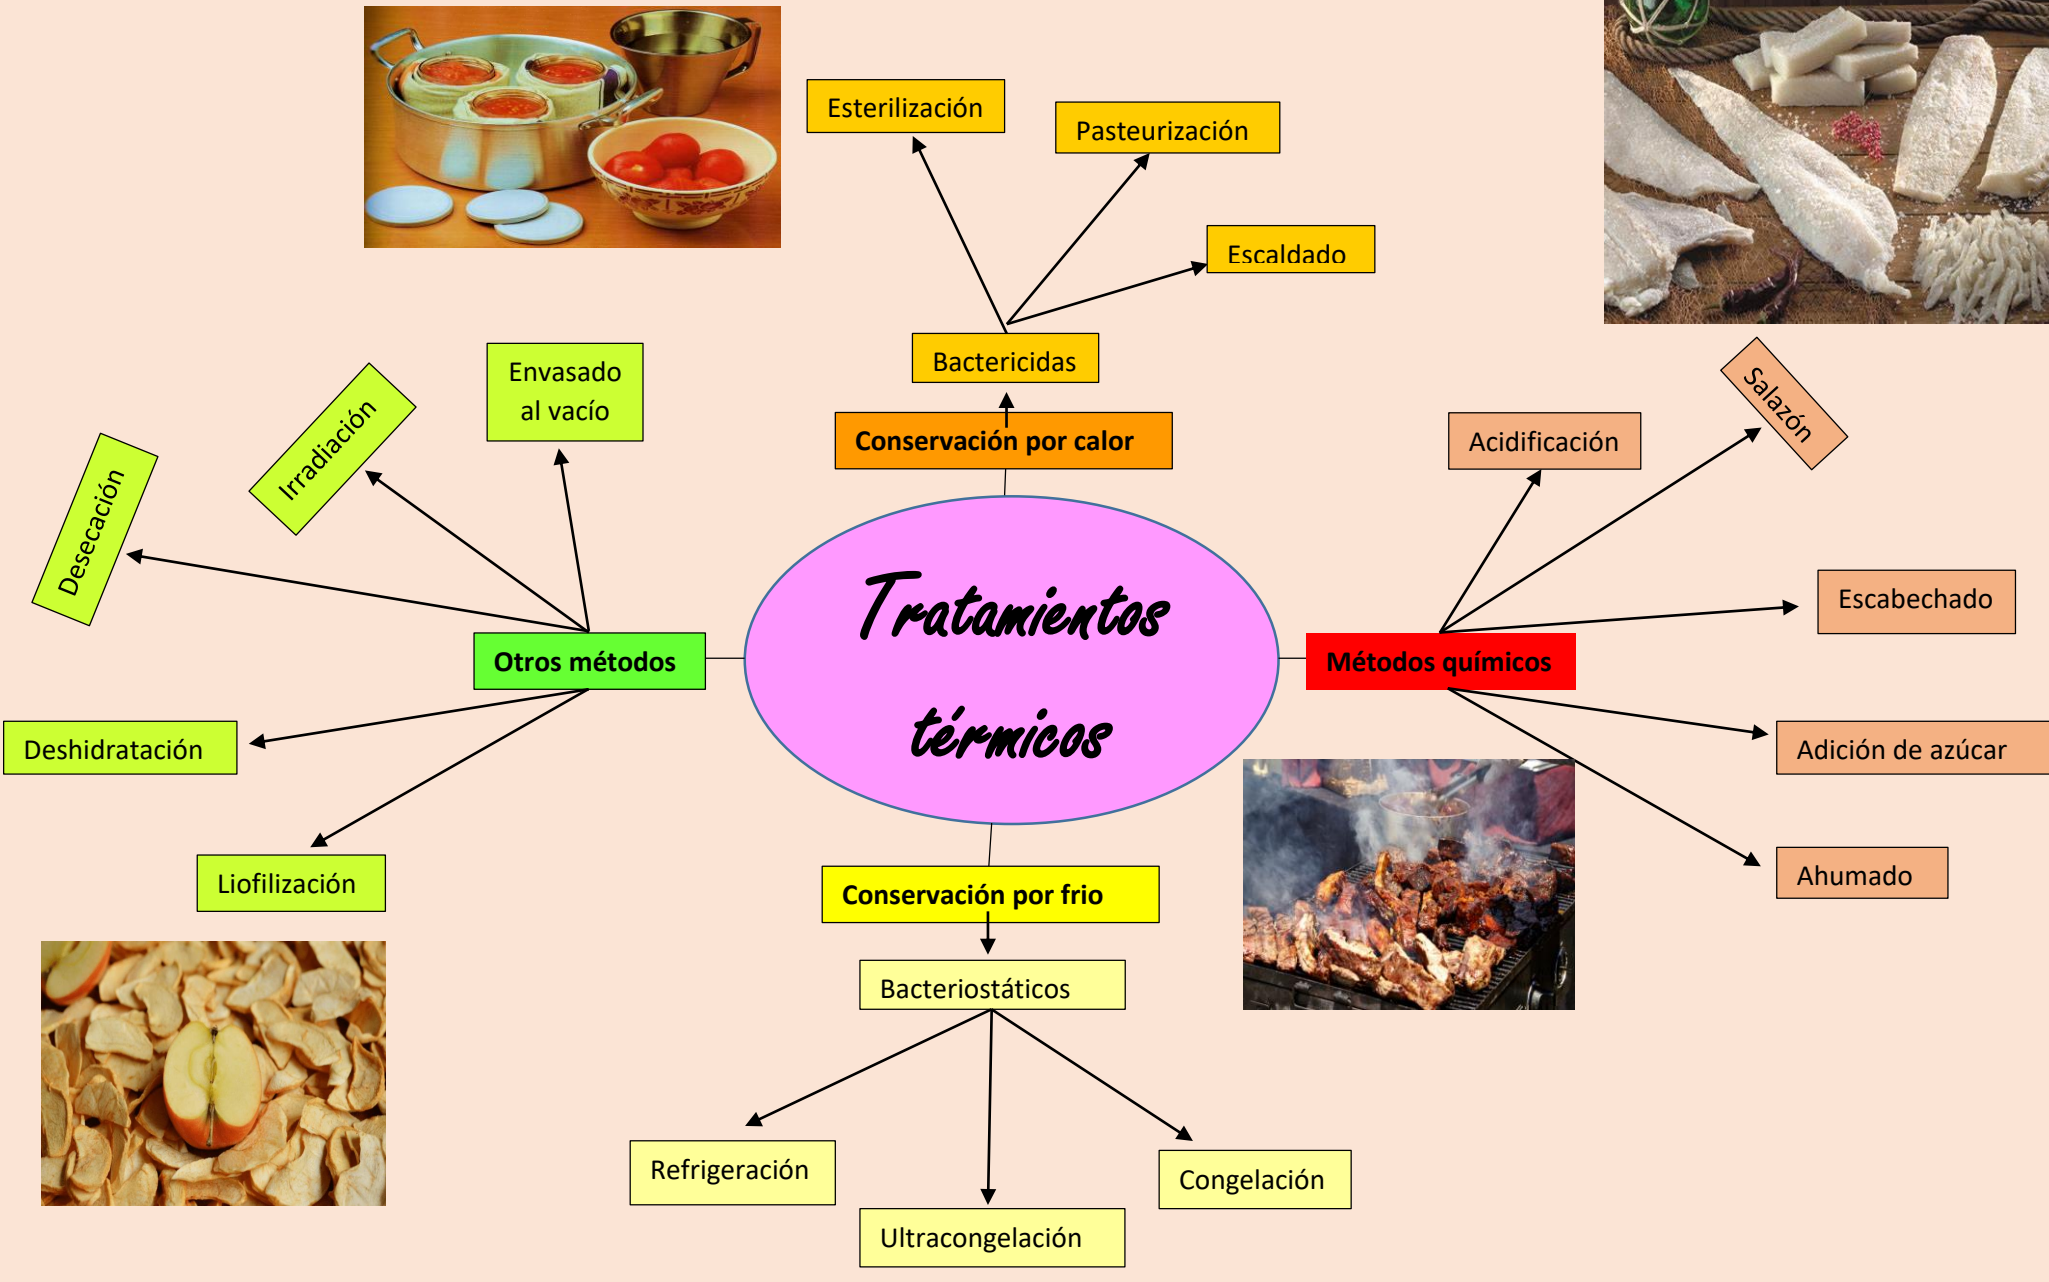 Esterilización
Pasteurización
Escaldado
Bactericidas
Conservación por calor
Envasado
al vacío
Irradiación
Desecación
Otros métodos
Deshidratación
Liofilización
Tratamientos
térmicos
Acidificación
Salazón
Escabechado
Métodos químicos
Adición de azúcar
Ahumado
Conservación por frio
Bacteriostáticos
Refrigeración
Ultracongelación
Congelación